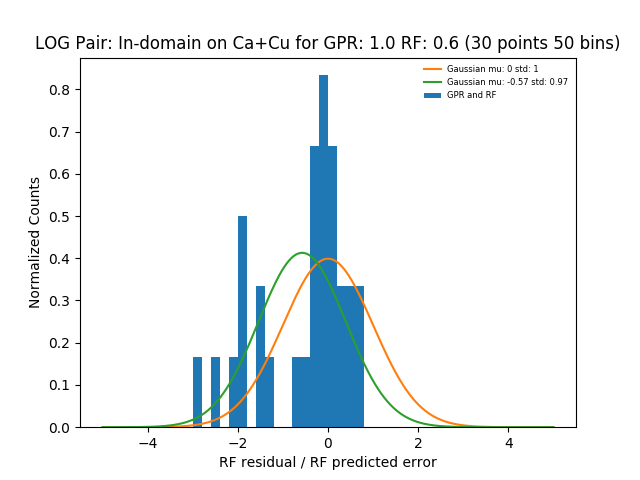 LOG Pair: In-domain on Ca+Cu for GPR: 1.0 RF: 0.6 (30 points 50 bins)
Gaussian mu: 0 std: 1
Gaussian mu: -0.57 std: 0.97
GPR and RF
Normalized Counts
0.8
0.7
0.6
0.5
0.4
0.3
0.2
0.1
0.0
−4 −2 0 2 4
RF residual / RF predicted error